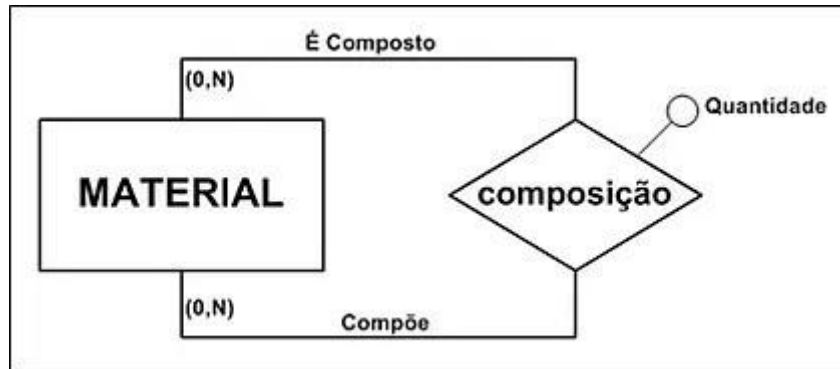 É Composto
(0,N)
Quantidade
MATERIAL
composição
(0,N)
Compõe